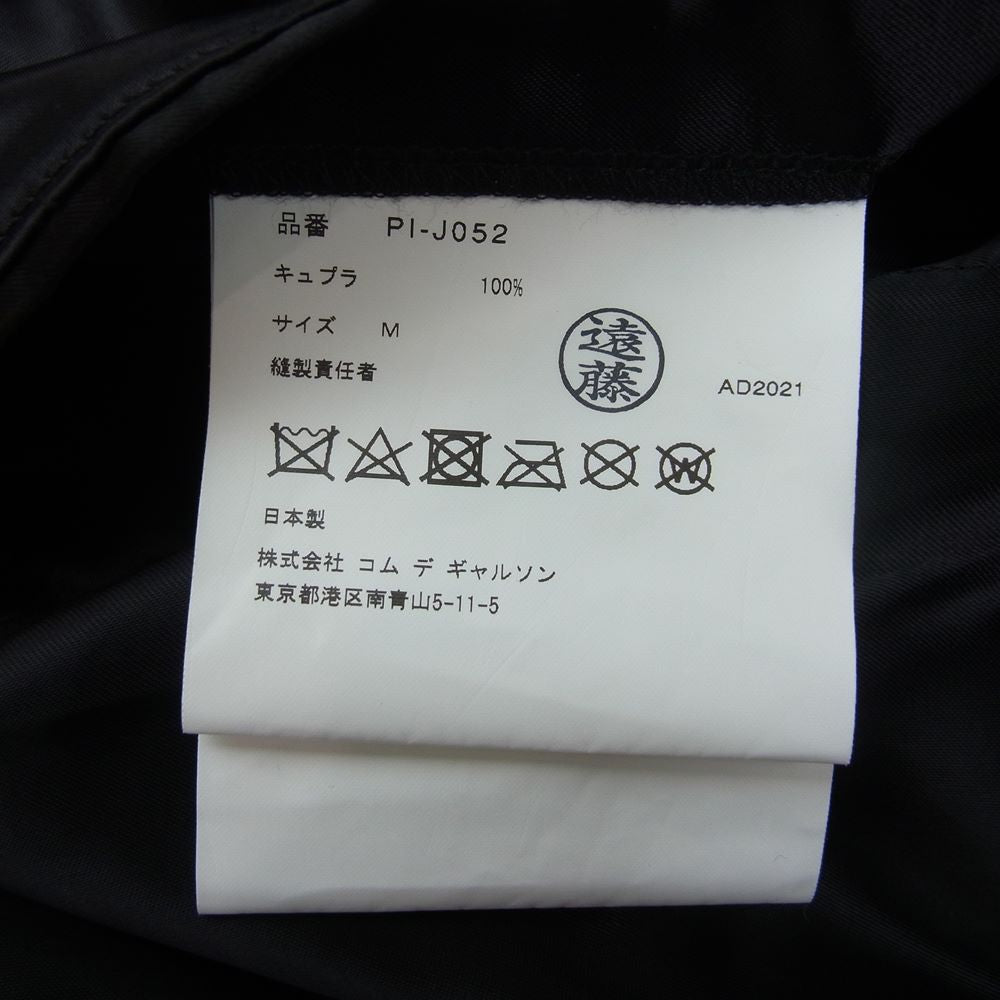 品番 PI-J052
キュプラ 100%
サイズ M
縫製責任者 遠藤 AD2021
W
日本製
株式会社 コム デ ギャルソン
東京都港区南青山5-11-5